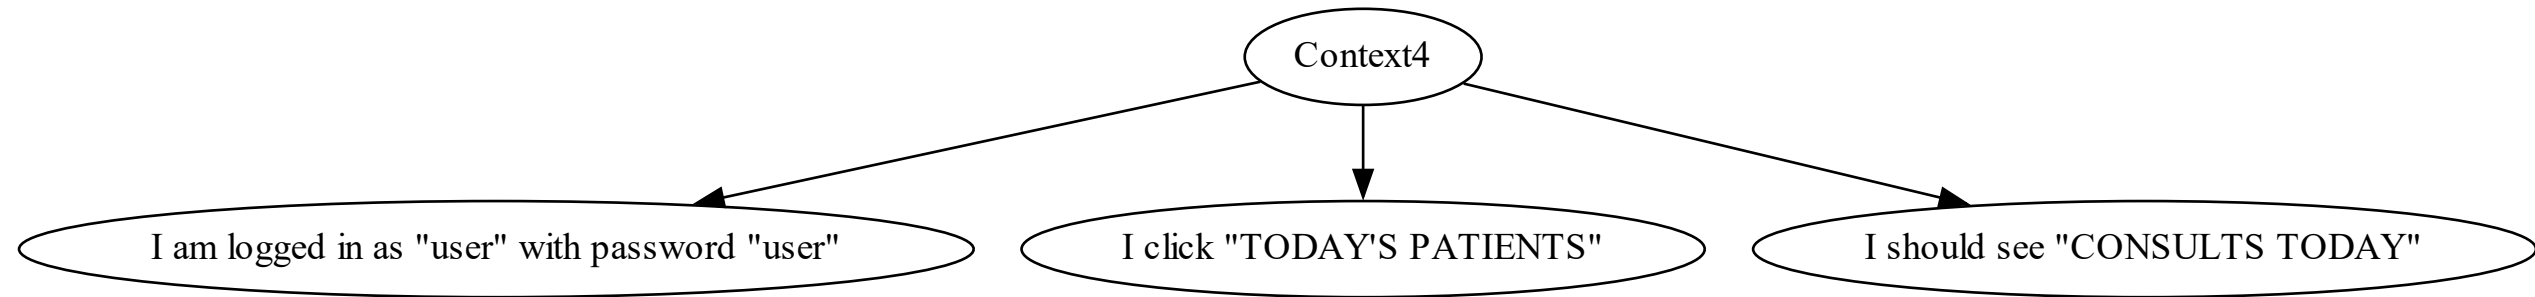 Context4
I am logged in as "user" with password "user"
I click "TODAY'S PATIENTS"
I should see "CONSULTS TODAY"